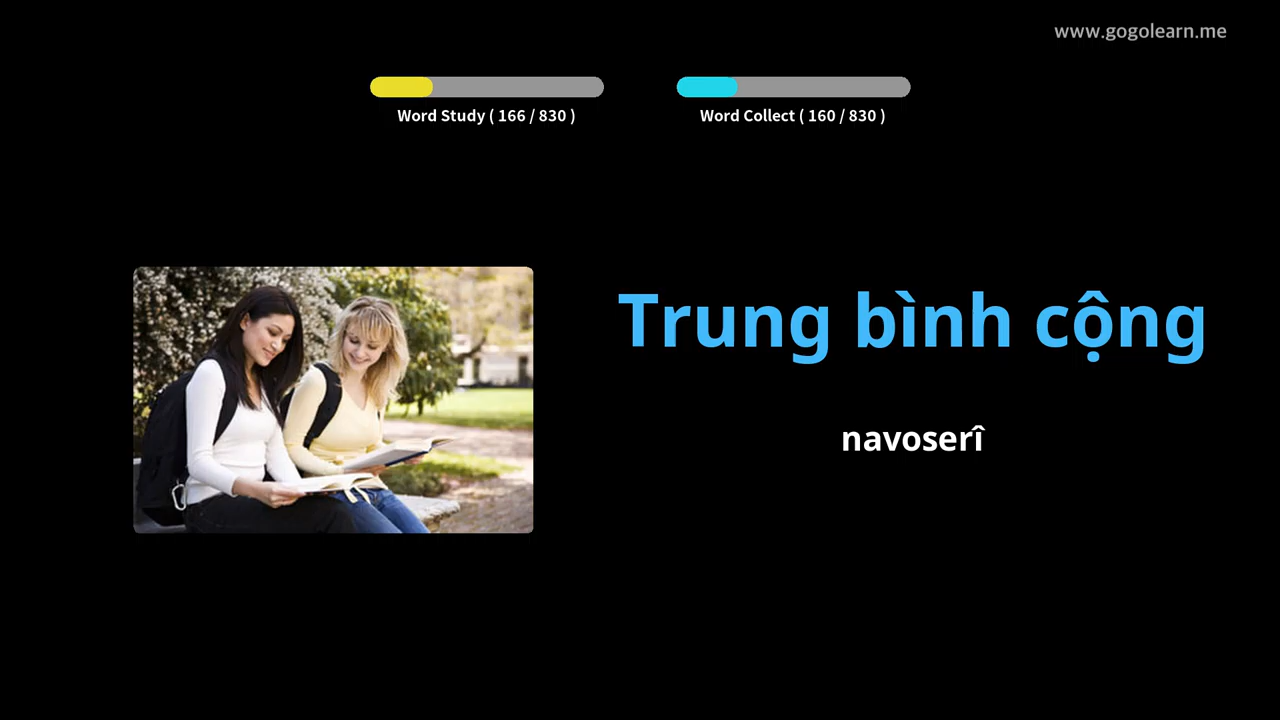 www.gogolearn.me
Word Study ( 166 / 830 )
Word Collect ( 160 / 830 )
Trung bình cộng
navoserî